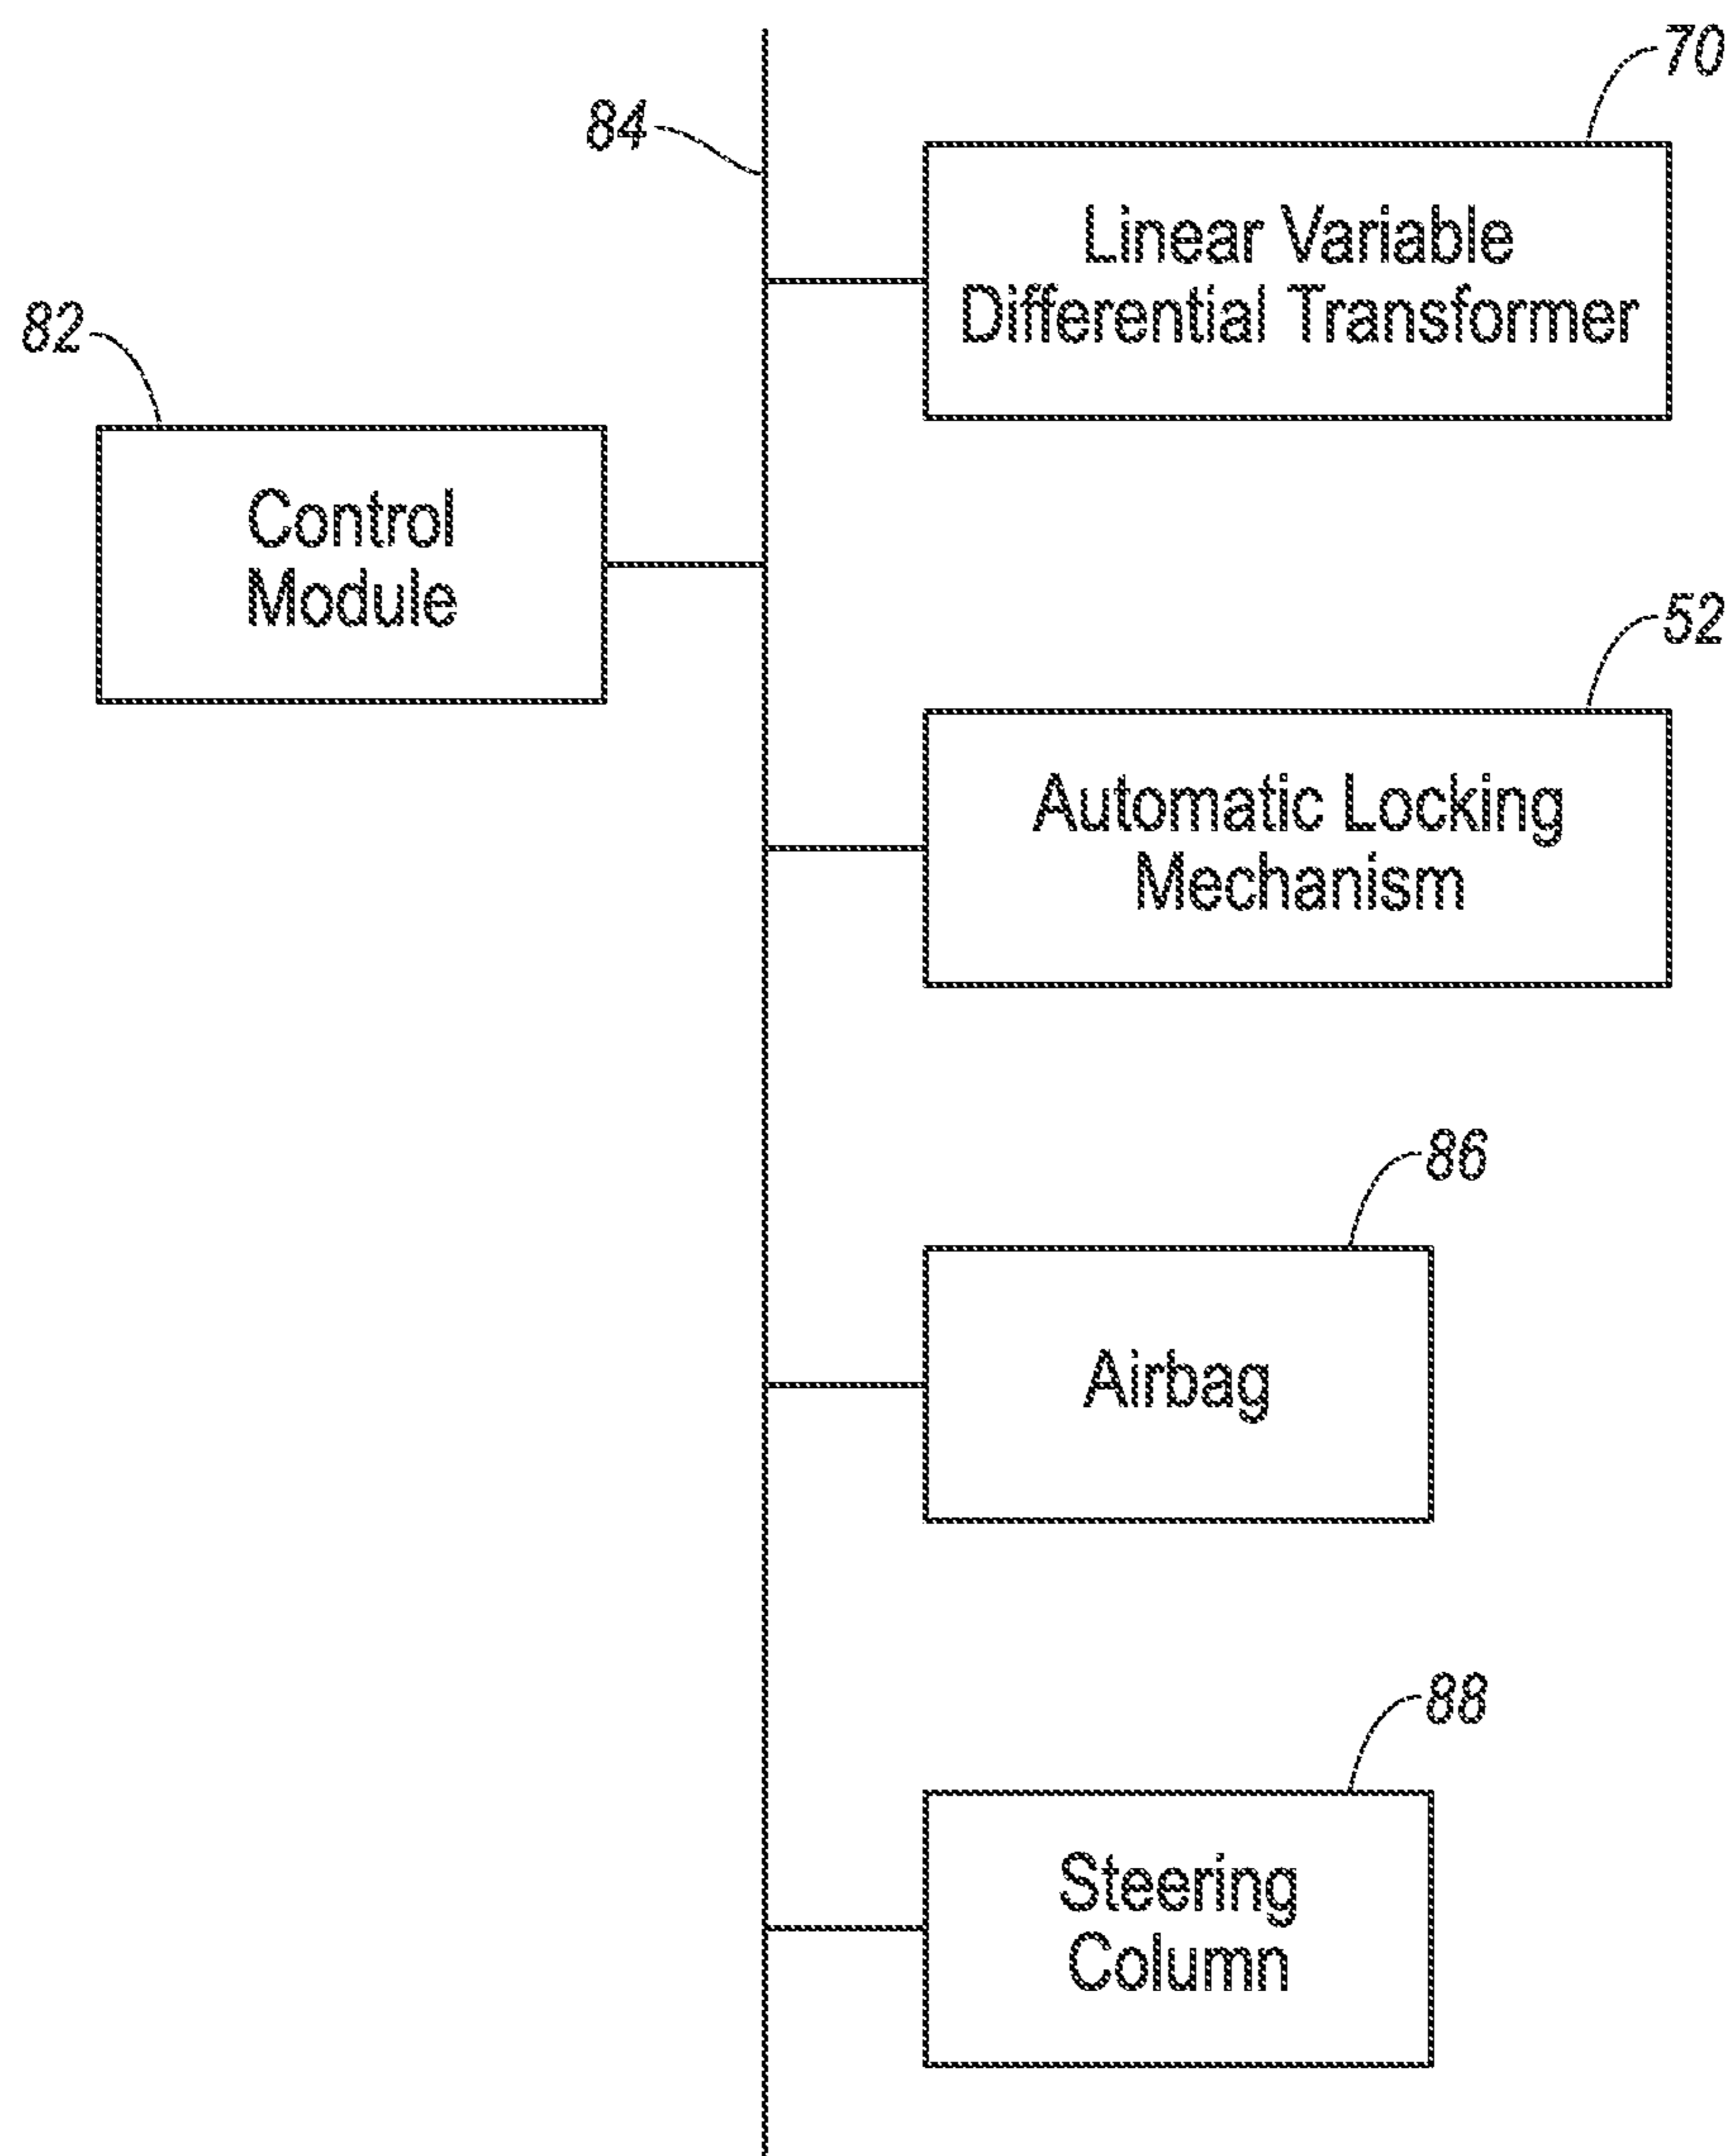 70
84
Linear Variable
Differential Transformer
82
Control
Module
52
Automatic Locking
Mechanism
86
Airbag
88
Steering
Column